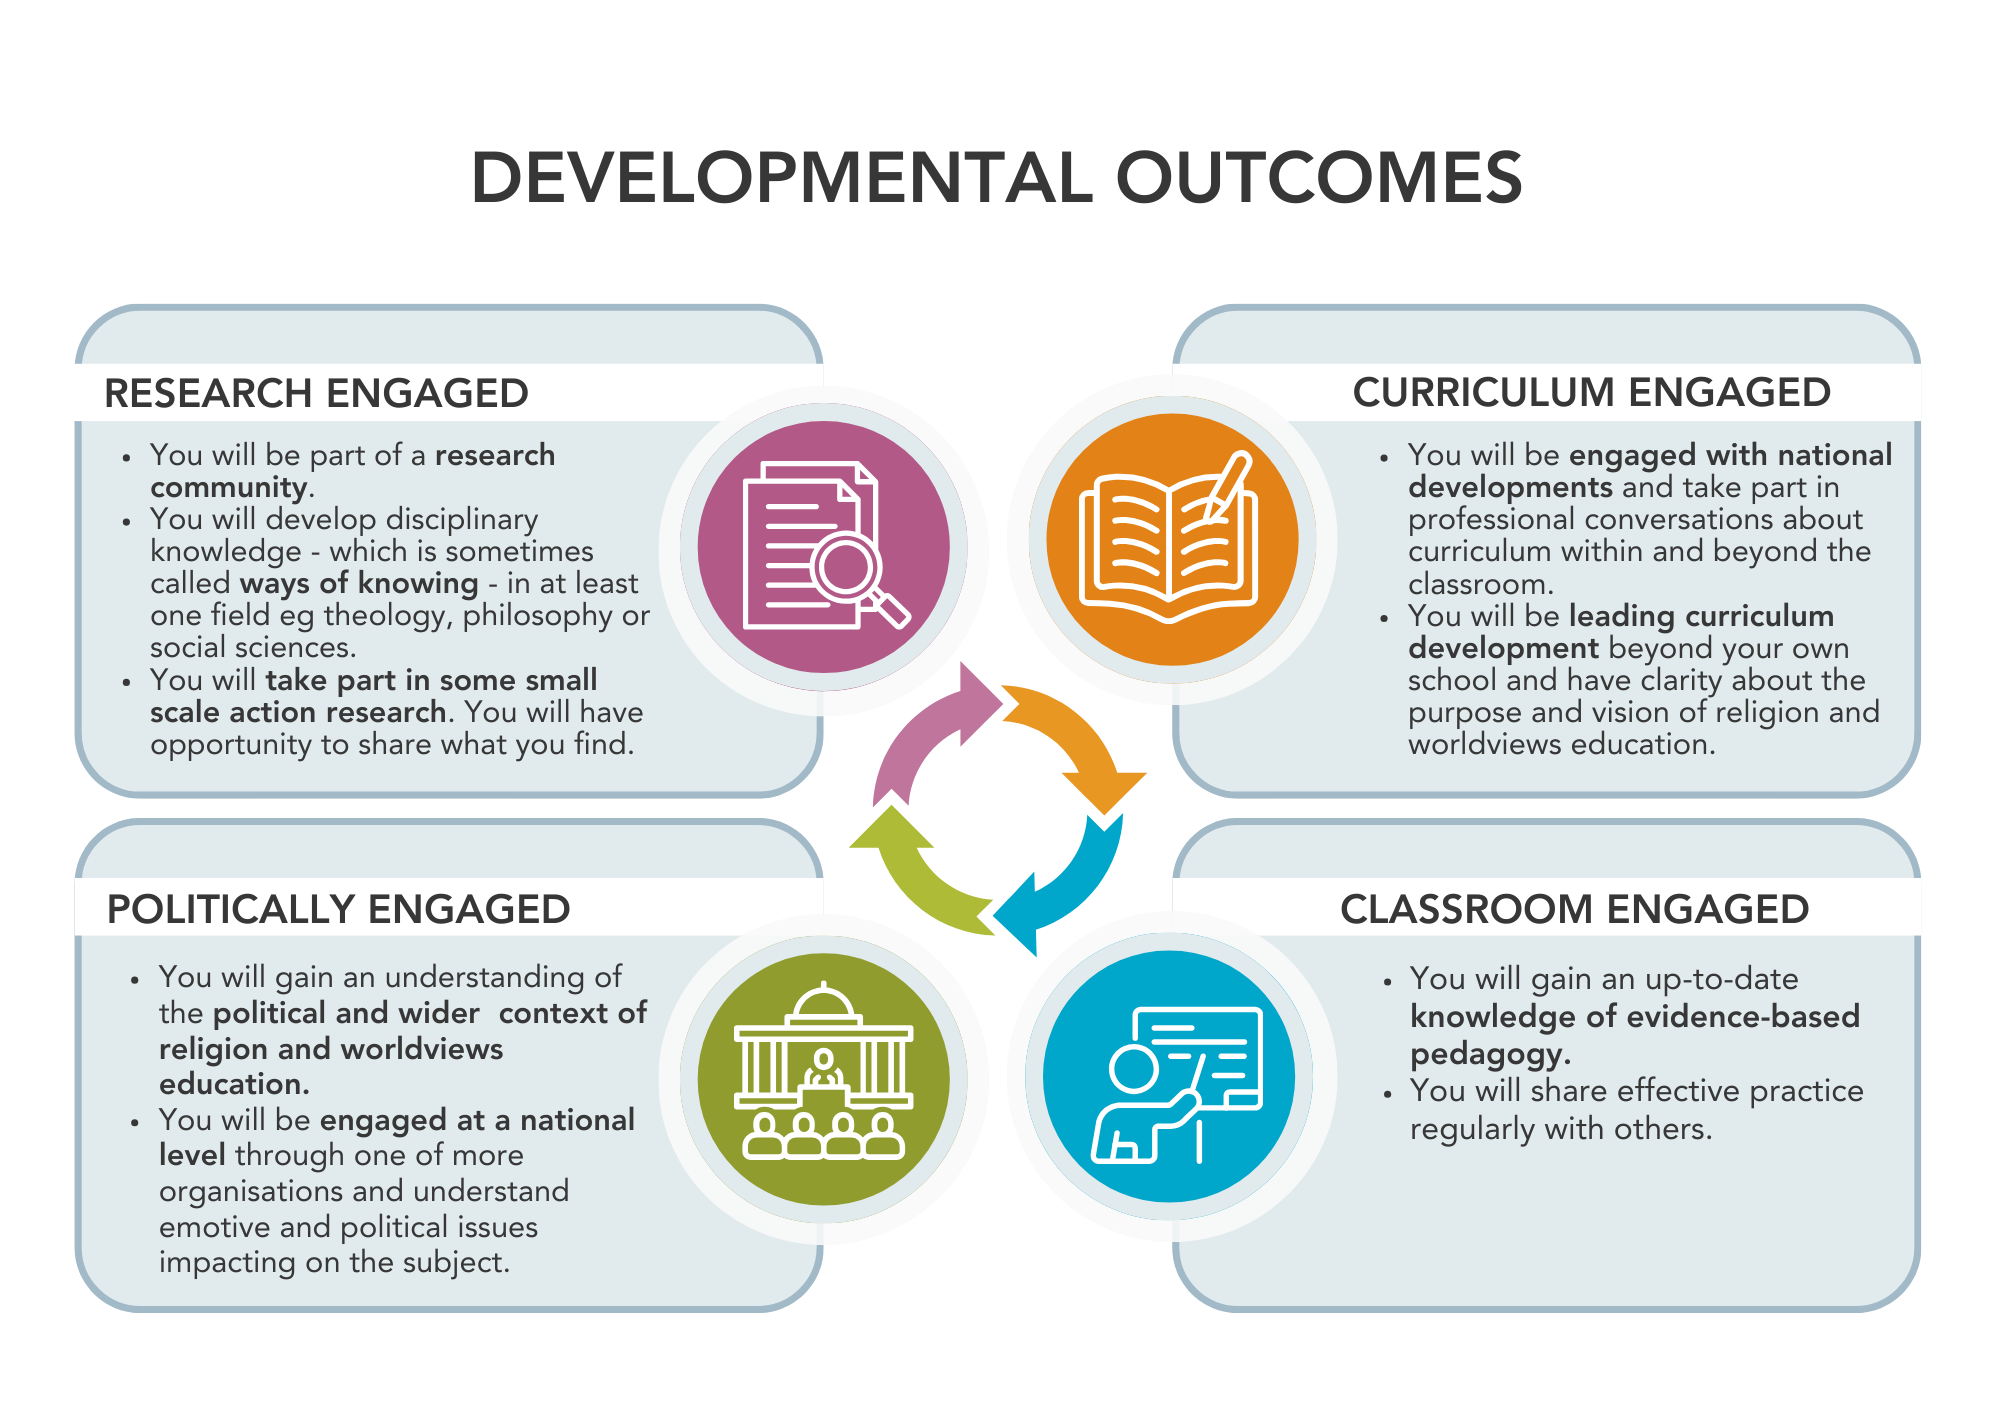 DEVELOPMENTAL OUTCOMES
RESEARCH ENGAGED
• You will be part of a research
community.
• You will develop disciplinary
knowledge - which is sometimes
called ways of knowing - in at least
one field eg theology, philosophy or
social sciences.
• You will take part in some small
scale action research. You will have
opportunity to share what you find.
CURRICULUM ENGAGED
• You will be engaged with national
developments and take part in
professional conversations about
curriculum within and beyond the
classroom.
• You will be leading curriculum
development beyond your own
school and have clarity about the
purpose and vision of religion and
worldviews education.
POLITICALLY ENGAGED
• You will gain an understanding of
the political and wider  context of
religion and worldviews
education.
• You will be engaged at a national
level through one of more
organisations and understand
emotive and political issues
impacting on the subject.
CLASSROOM ENGAGED
• You will gain an up-to-date
knowledge of evidence-based
pedagogy.
• You will share effective practice
regularly with others.